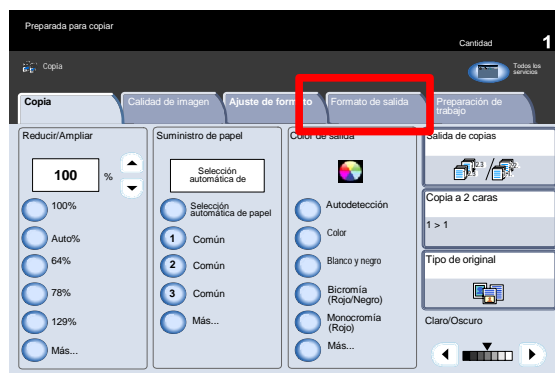 Preparada para copiar
Cantidad 1
Copia
Todos los
servicios
Copia
Calidad de imagen
Ajuste de formato
Formato de salida
Preparación de
trabajo
Reducir/Ampliar
100 %
100%
Auto%
64%
78%
129%
Más...
Suministro de papel
Selección
automática de
Selección
automática de papel
1 Común
2 Común
3 Común
Más...
Color de salida
Autodetección
Color
Blanco y negro
Bicromía
(Rojo/Negro)
Monocromía
(Rojo)
Más...
Salida de copias
Copia a 2 caras
1 > 1
Tipo de original
Claro/Oscuro